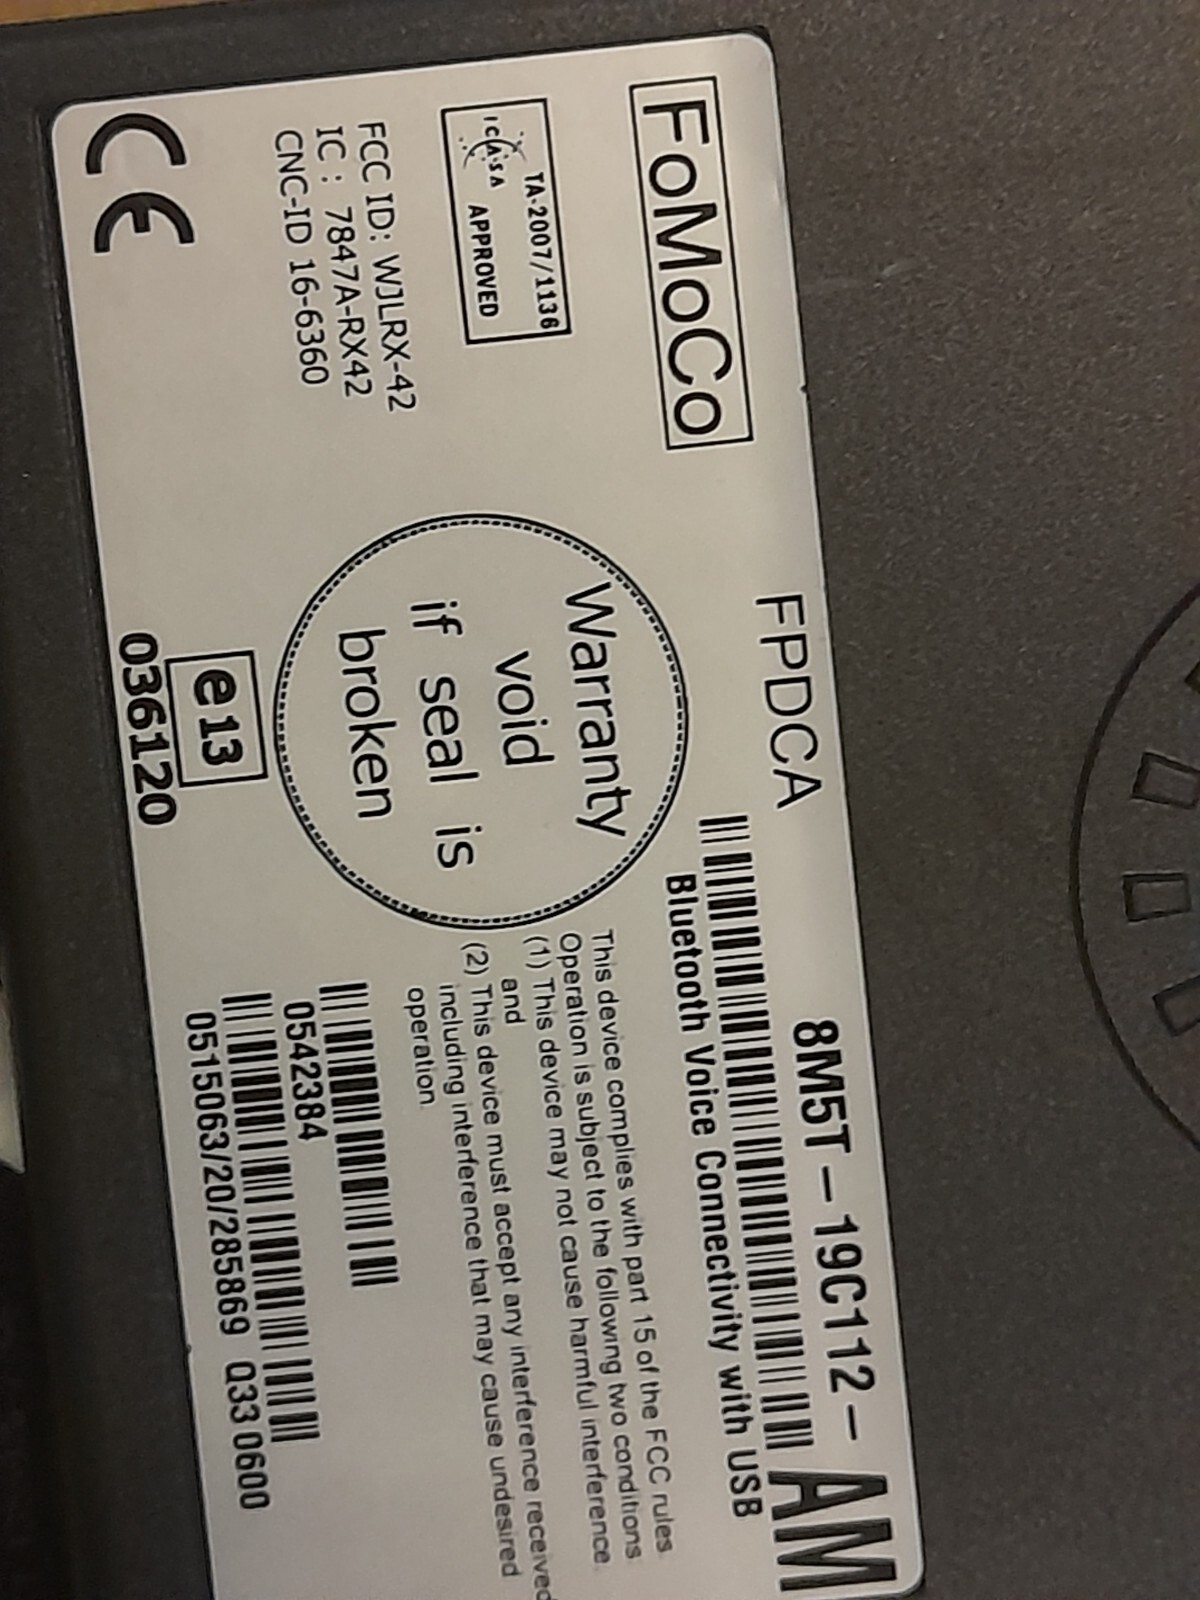 FoMoCo
FPDCA
8M5T-19C112-AM
Bluetooth Voice Connectivity with USB
TA-2007/1136
ICASA APPROVED
FCC ID: WJLRX-42
IC : 7847A-RX42
CNC-ID 16-6360
CE
Warranty
void
if seal is
broken
e13
036120
This device complies with part 15 of the FCC rules.
Operation is subject to the following two conditions
(1) This device may not cause harmful interference.
and
(2) This device must accept any interference received
including interference that may cause undesired
operation.
0542384
0515063/20/285869 Q33 0600